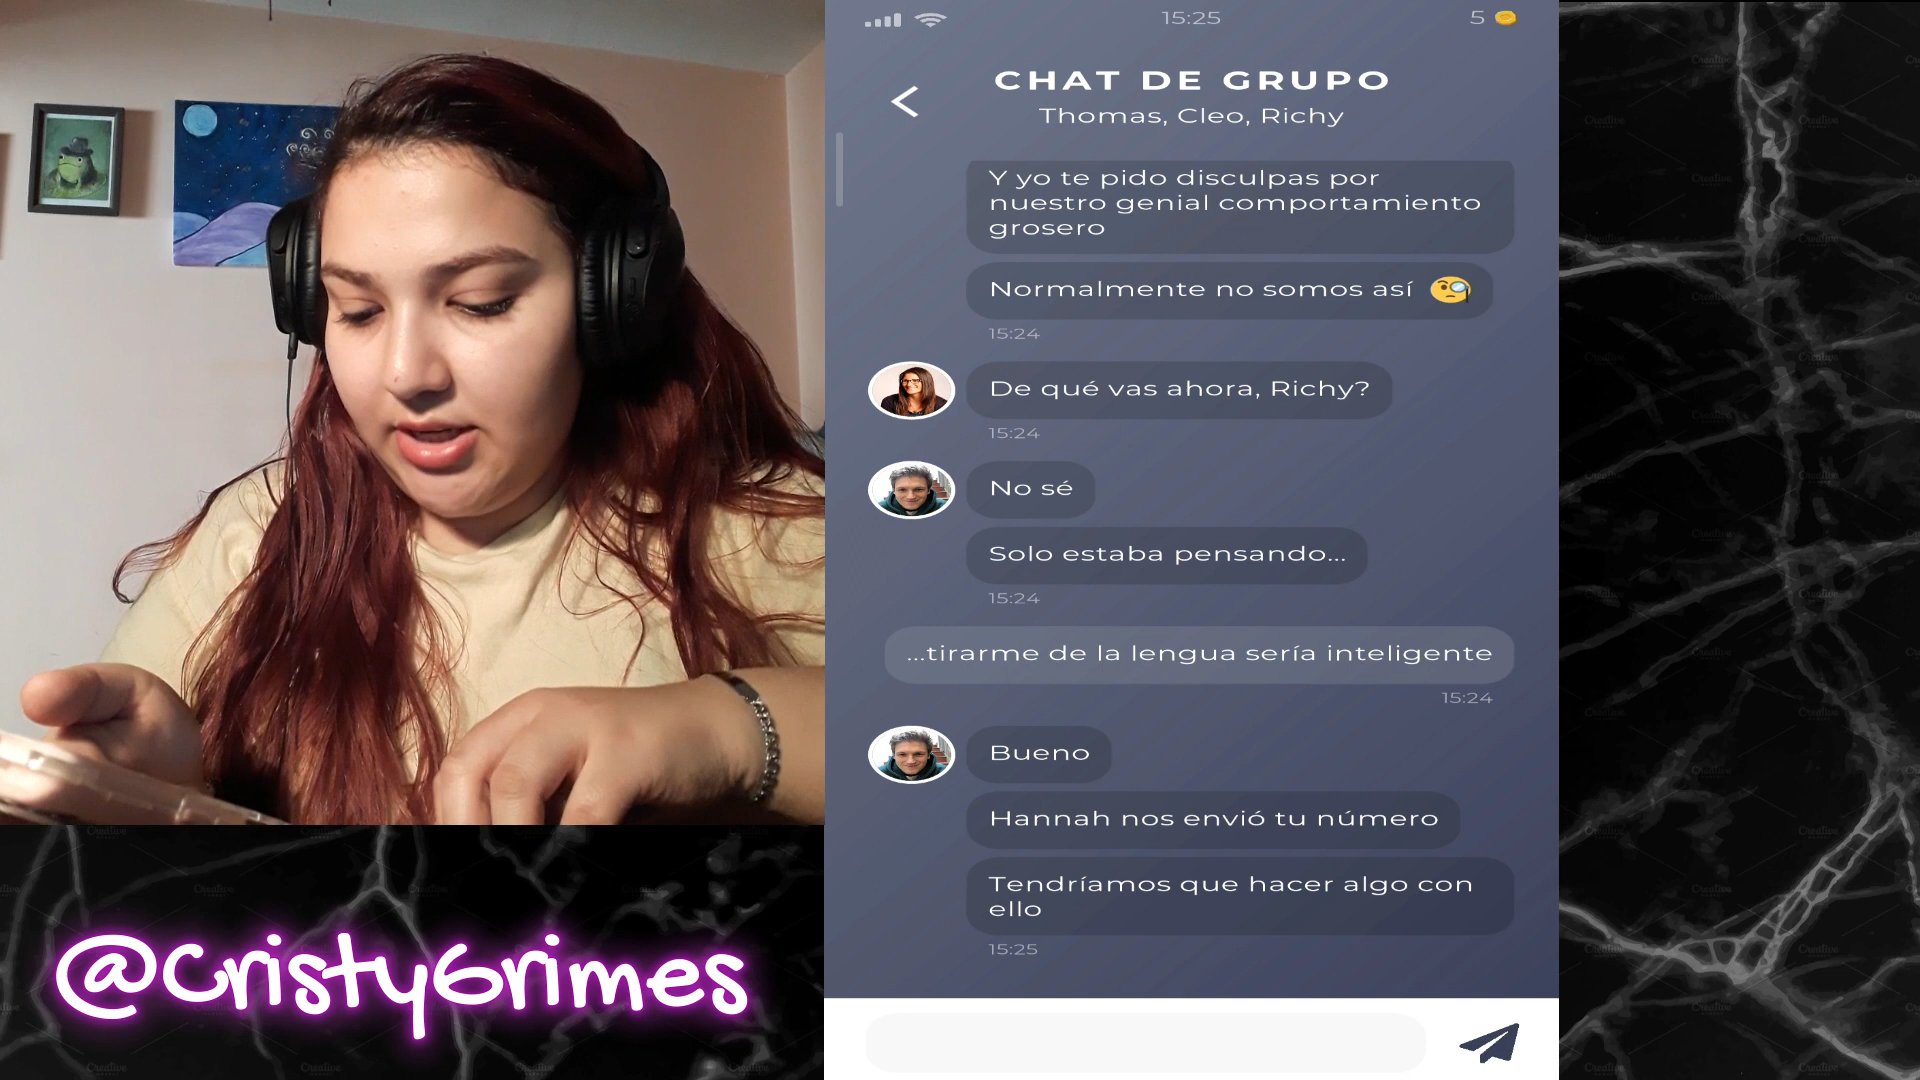 15:25
5
CHAT DE GRUPO
Thomas, Cleo, Richy
Y yo te pido disculpas por
nuestro genial comportamiento
grosero
Normalmente no somos así 🧐
15:24
De qué vas ahora, Richy?
15:24
No sé
Solo estaba pensando...
15:24
...tirarme de la lengua sería inteligente
15:24
Bueno
Hannah nos envió tu número
Tendríamos que hacer algo con
ello
15:25
@Cristy6rimes